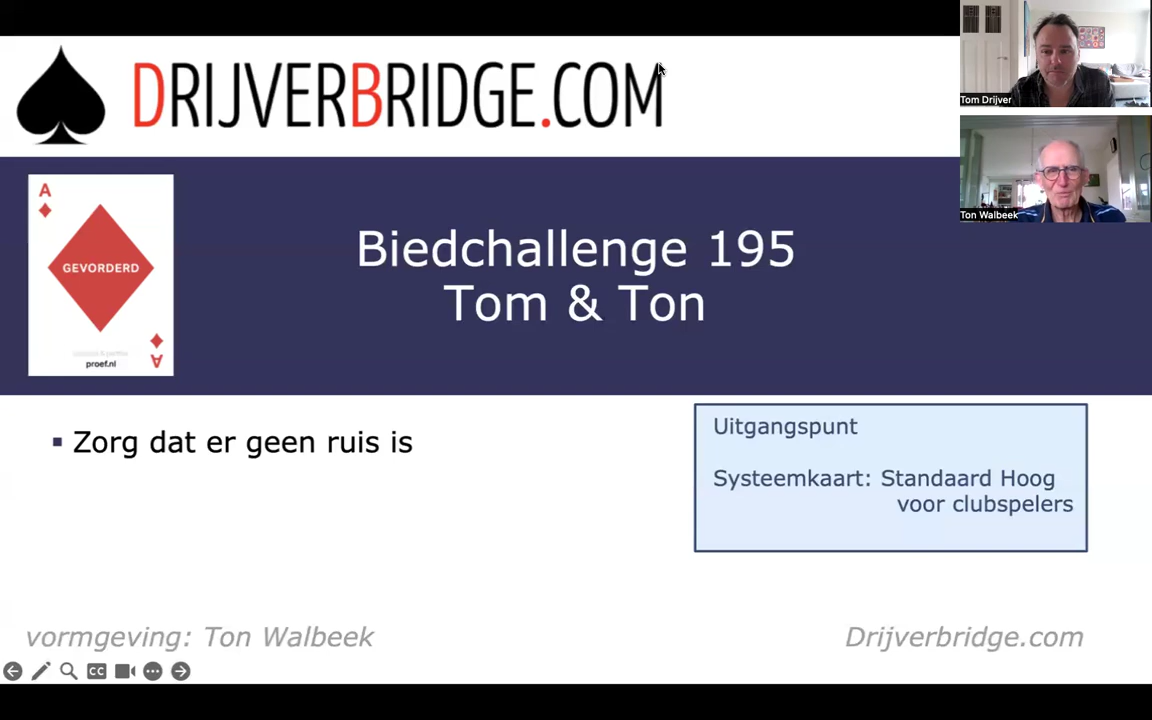 DRIJVERBRIDGE.COM
Tom Drijver
Ton Walbeek
A
GEVORDERD
proef.nl
A
Biedchallenge 195
Tom & Ton
▪ Zorg dat er geen ruis is
Uitgangspunt
Systeemkaart: Standaard Hoog
voor clubspelers
vormgeving: Ton Walbeek
Drijverbridge.com
CC